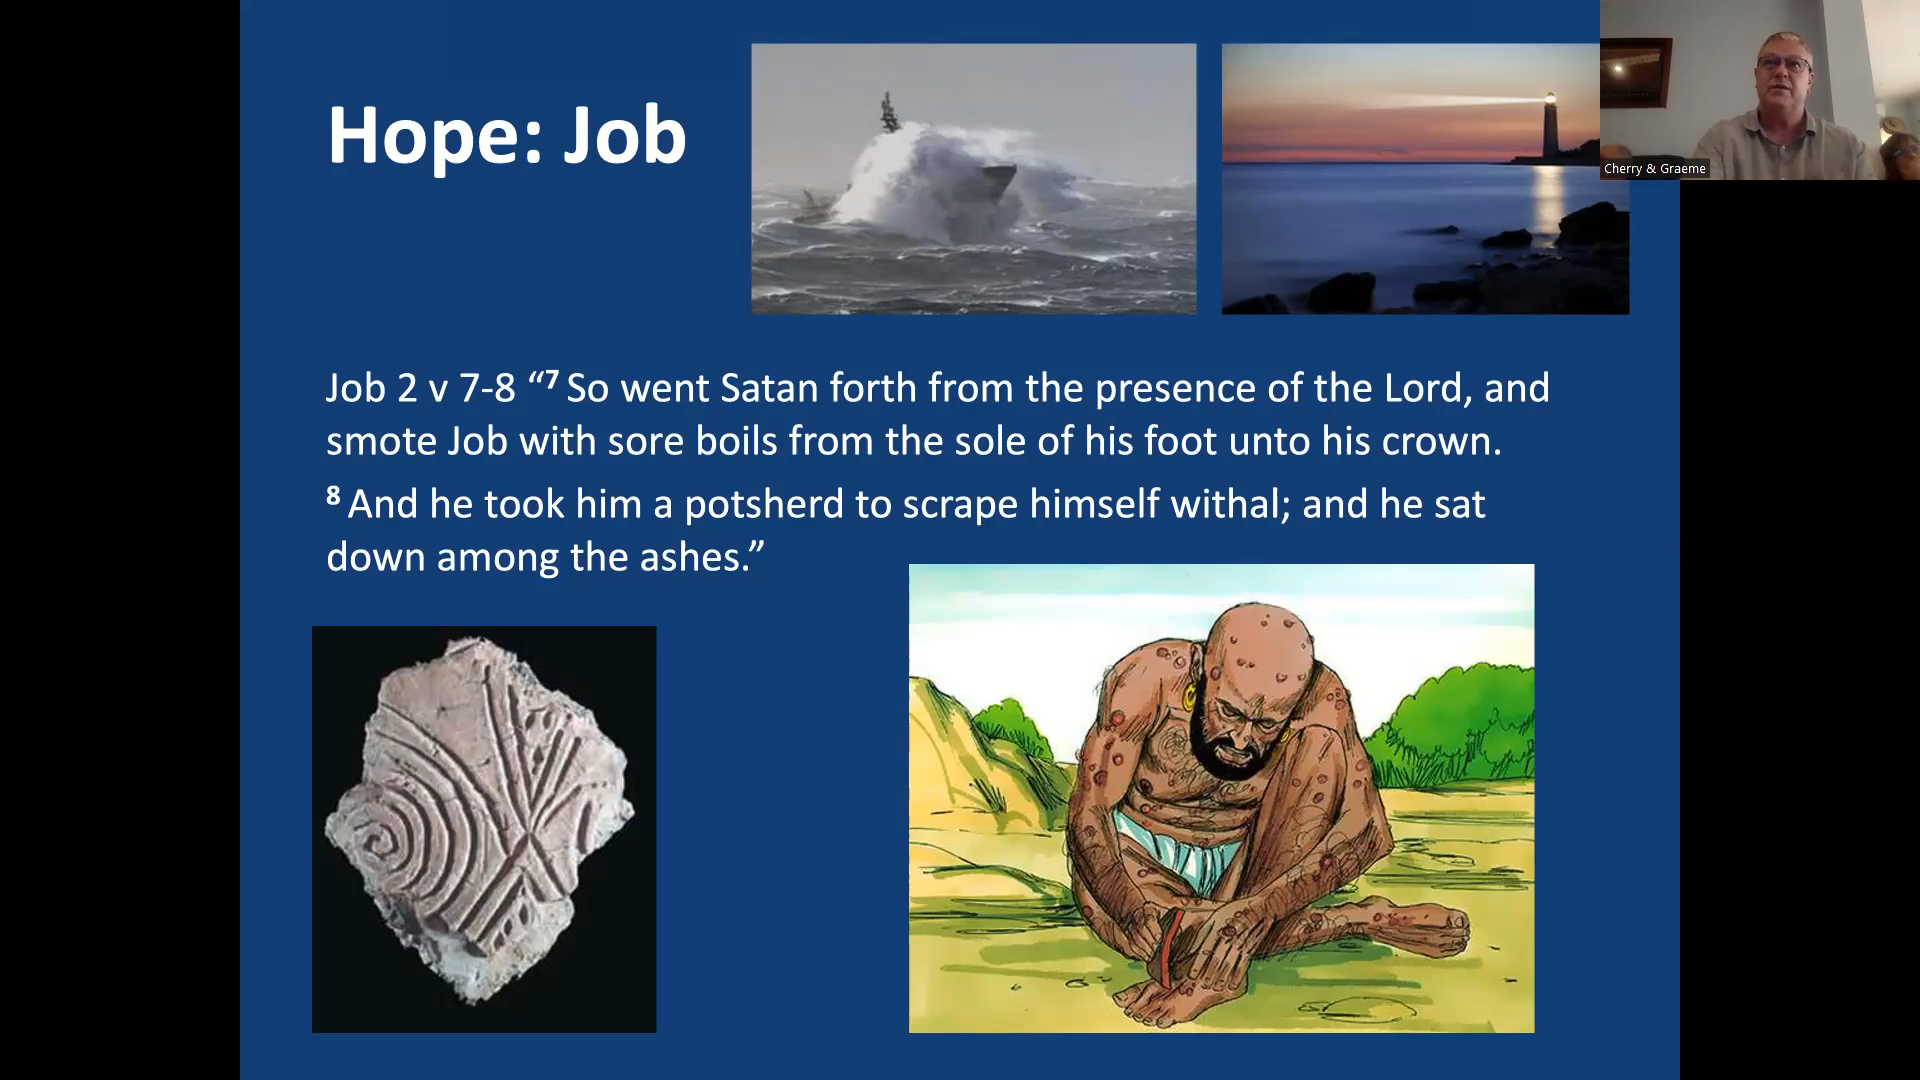 Hope: Job
Cherry & Graeme
Job 2 v 7-8 “7 So went Satan forth from the presence of the Lord, and
smote Job with sore boils from the sole of his foot unto his crown.
8 And he took him a potsherd to scrape himself withal; and he sat
down among the ashes.”